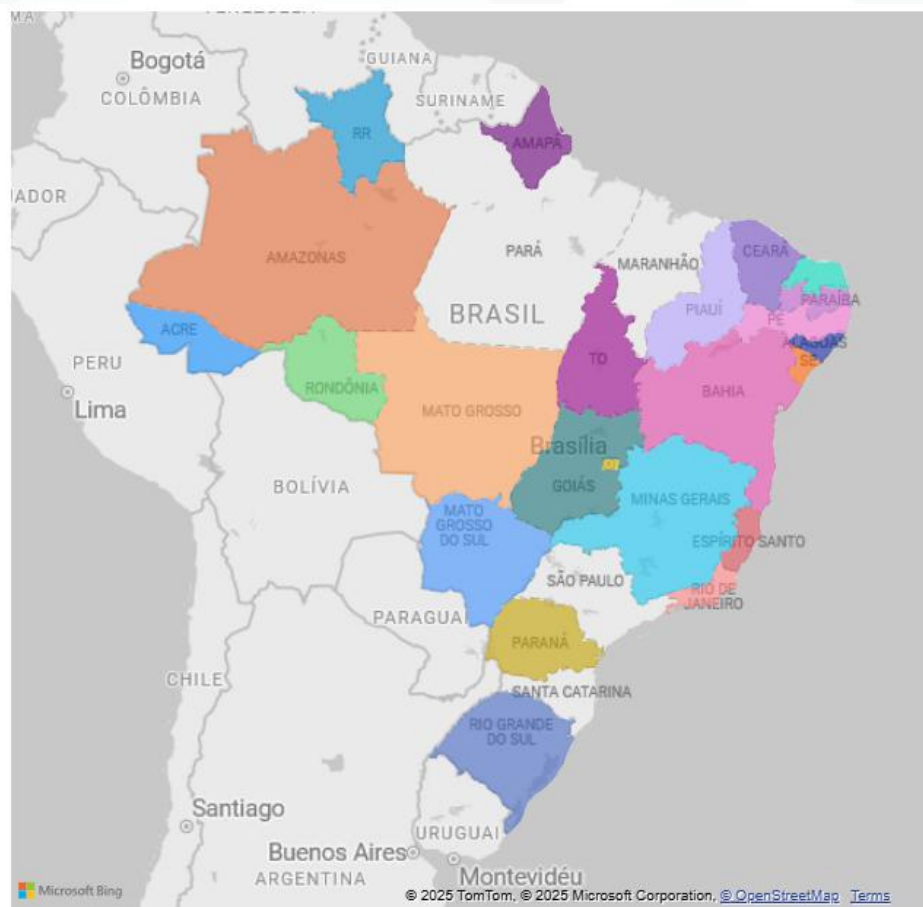 Bogotá
COLÔMBIA
GUIANA
SURINAME
RR
AMAPÁ
AMAZONAS
PARÁ
MARANHÃO
CEARÁ
PIAUÍ
PARAÍBA
PE
ALAGOAS
SE
BRASIL
ACRE
TO
PERU
RONDÔNIA
BAHIA
Lima
MATO GROSSO
Brasília
BOLÍVIA
GOIÁS
MINAS GERAIS
MATO
GROSSO
DO SUL
ESPÍRITO SANTO
SÃO PAULO
RIO DE
JANEIRO
PARAGUAI
PARANÁ
CHILE
SANTA CATARINA
RIO GRANDE
DO SUL
Santiago
URUGUAI
Buenos Aires
ARGENTINA
Montevidéu
Microsoft Bing
© 2025 TomTom, © 2025 Microsoft Corporation, © OpenStreetMap Terms